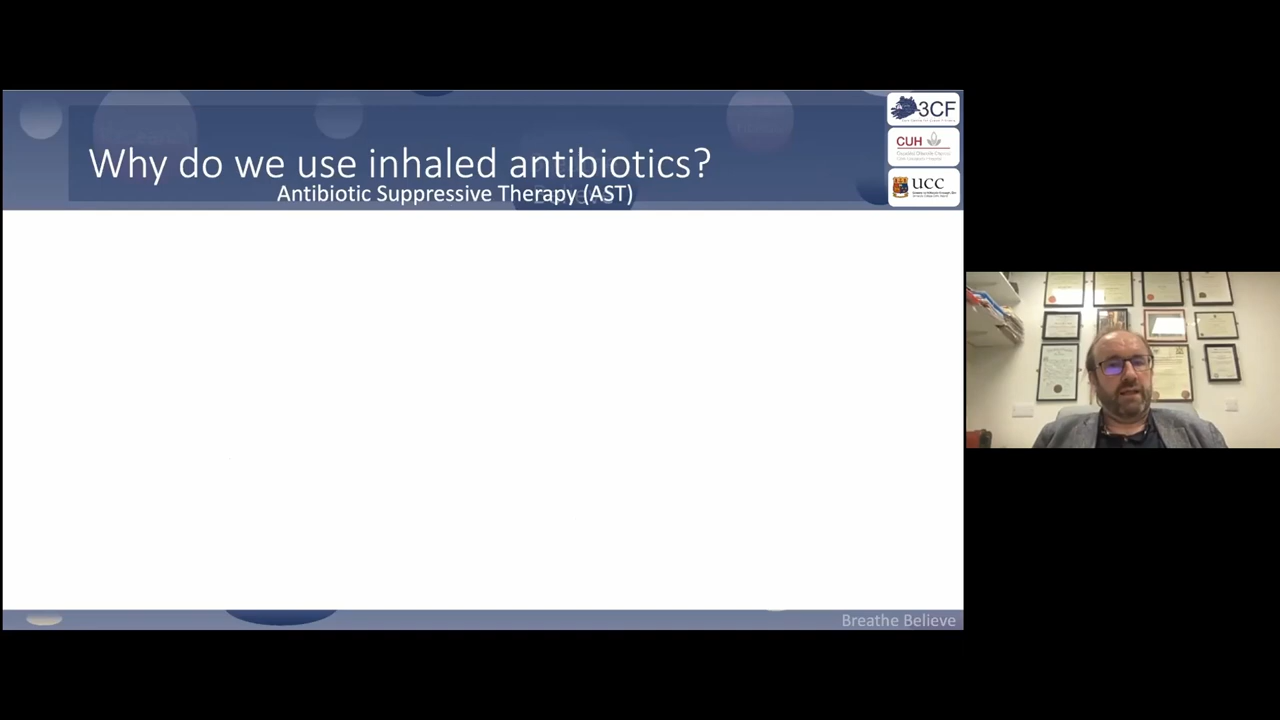 Why do we use inhaled antibiotics?
Antibiotic Suppressive Therapy (AST)
3CF
CUH
UCC
Breathe Believe